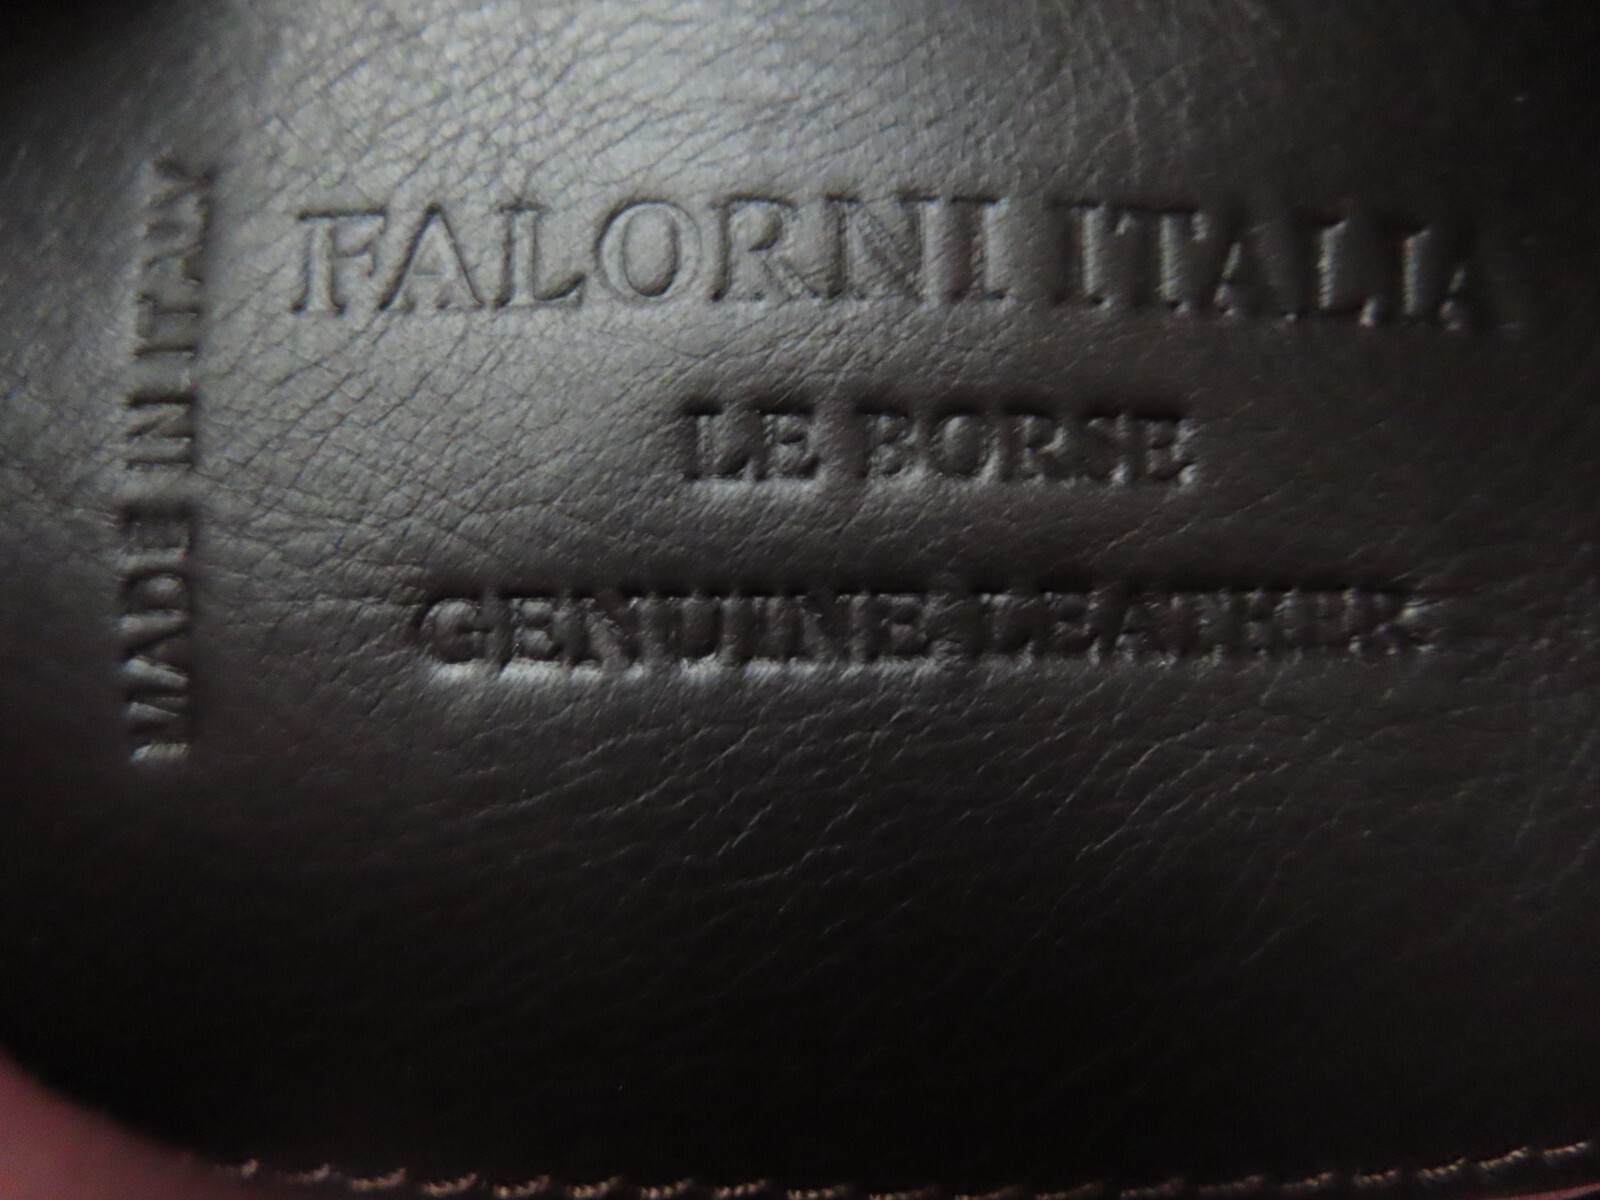 FALORNI ITALIA
LE BORSE
GENUINE LEATHER
MADE IN ITALY